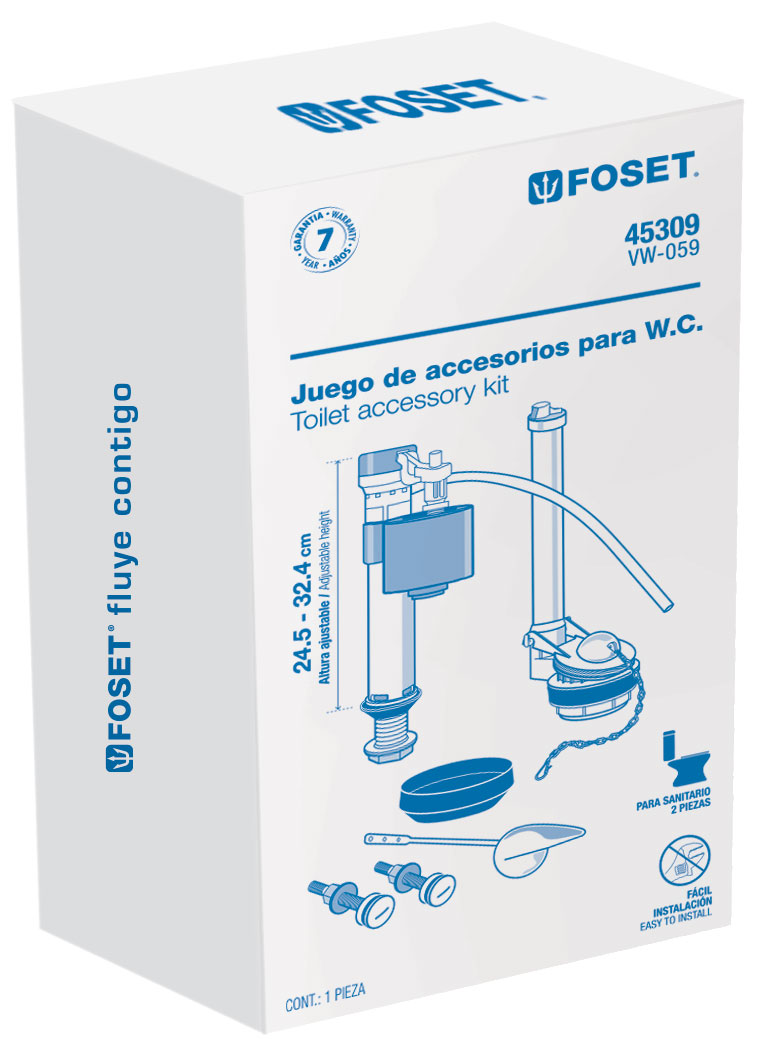 FOSET®
FOSET®
45309
VW-059
GARANTIA • WARRANTY
7
YEAR • AÑOS
Juego de accesorios para W.C.
Toilet accessory kit
24.5 - 32.4 cm
Altura ajustable / Adjustable height
PARA SANITARIO
2 PIEZAS
FÁCIL
INSTALACIÓN
EASY TO INSTALL
CONT.: 1 PIEZA
FOSET® fluye contigo